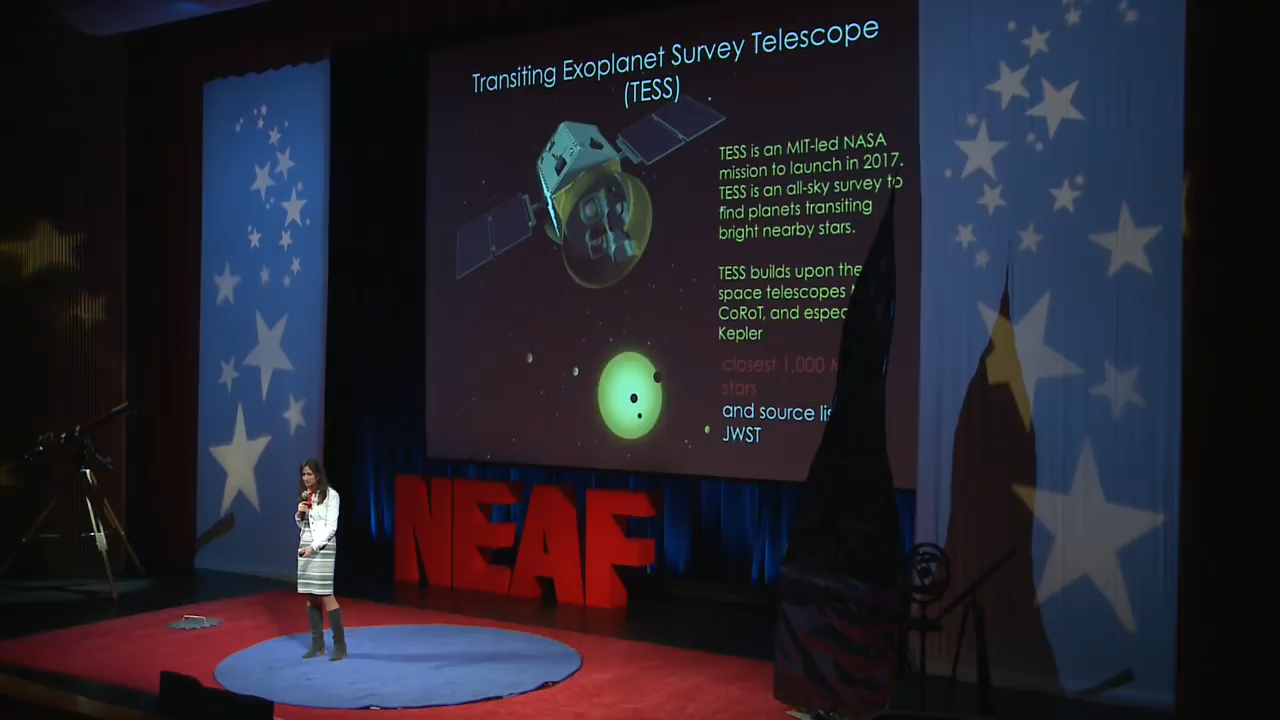 Transiting Exoplanet Survey Telescope
(TESS)
TESS is an MIT-led NASA
mission to launch in 2017.
TESS is an all-sky survey to
find planets transiting
bright nearby stars.
TESS builds upon the
space telescopes
CoRoT, and
Kepler
closest 1,000
stars
and source
JWST
NEAF